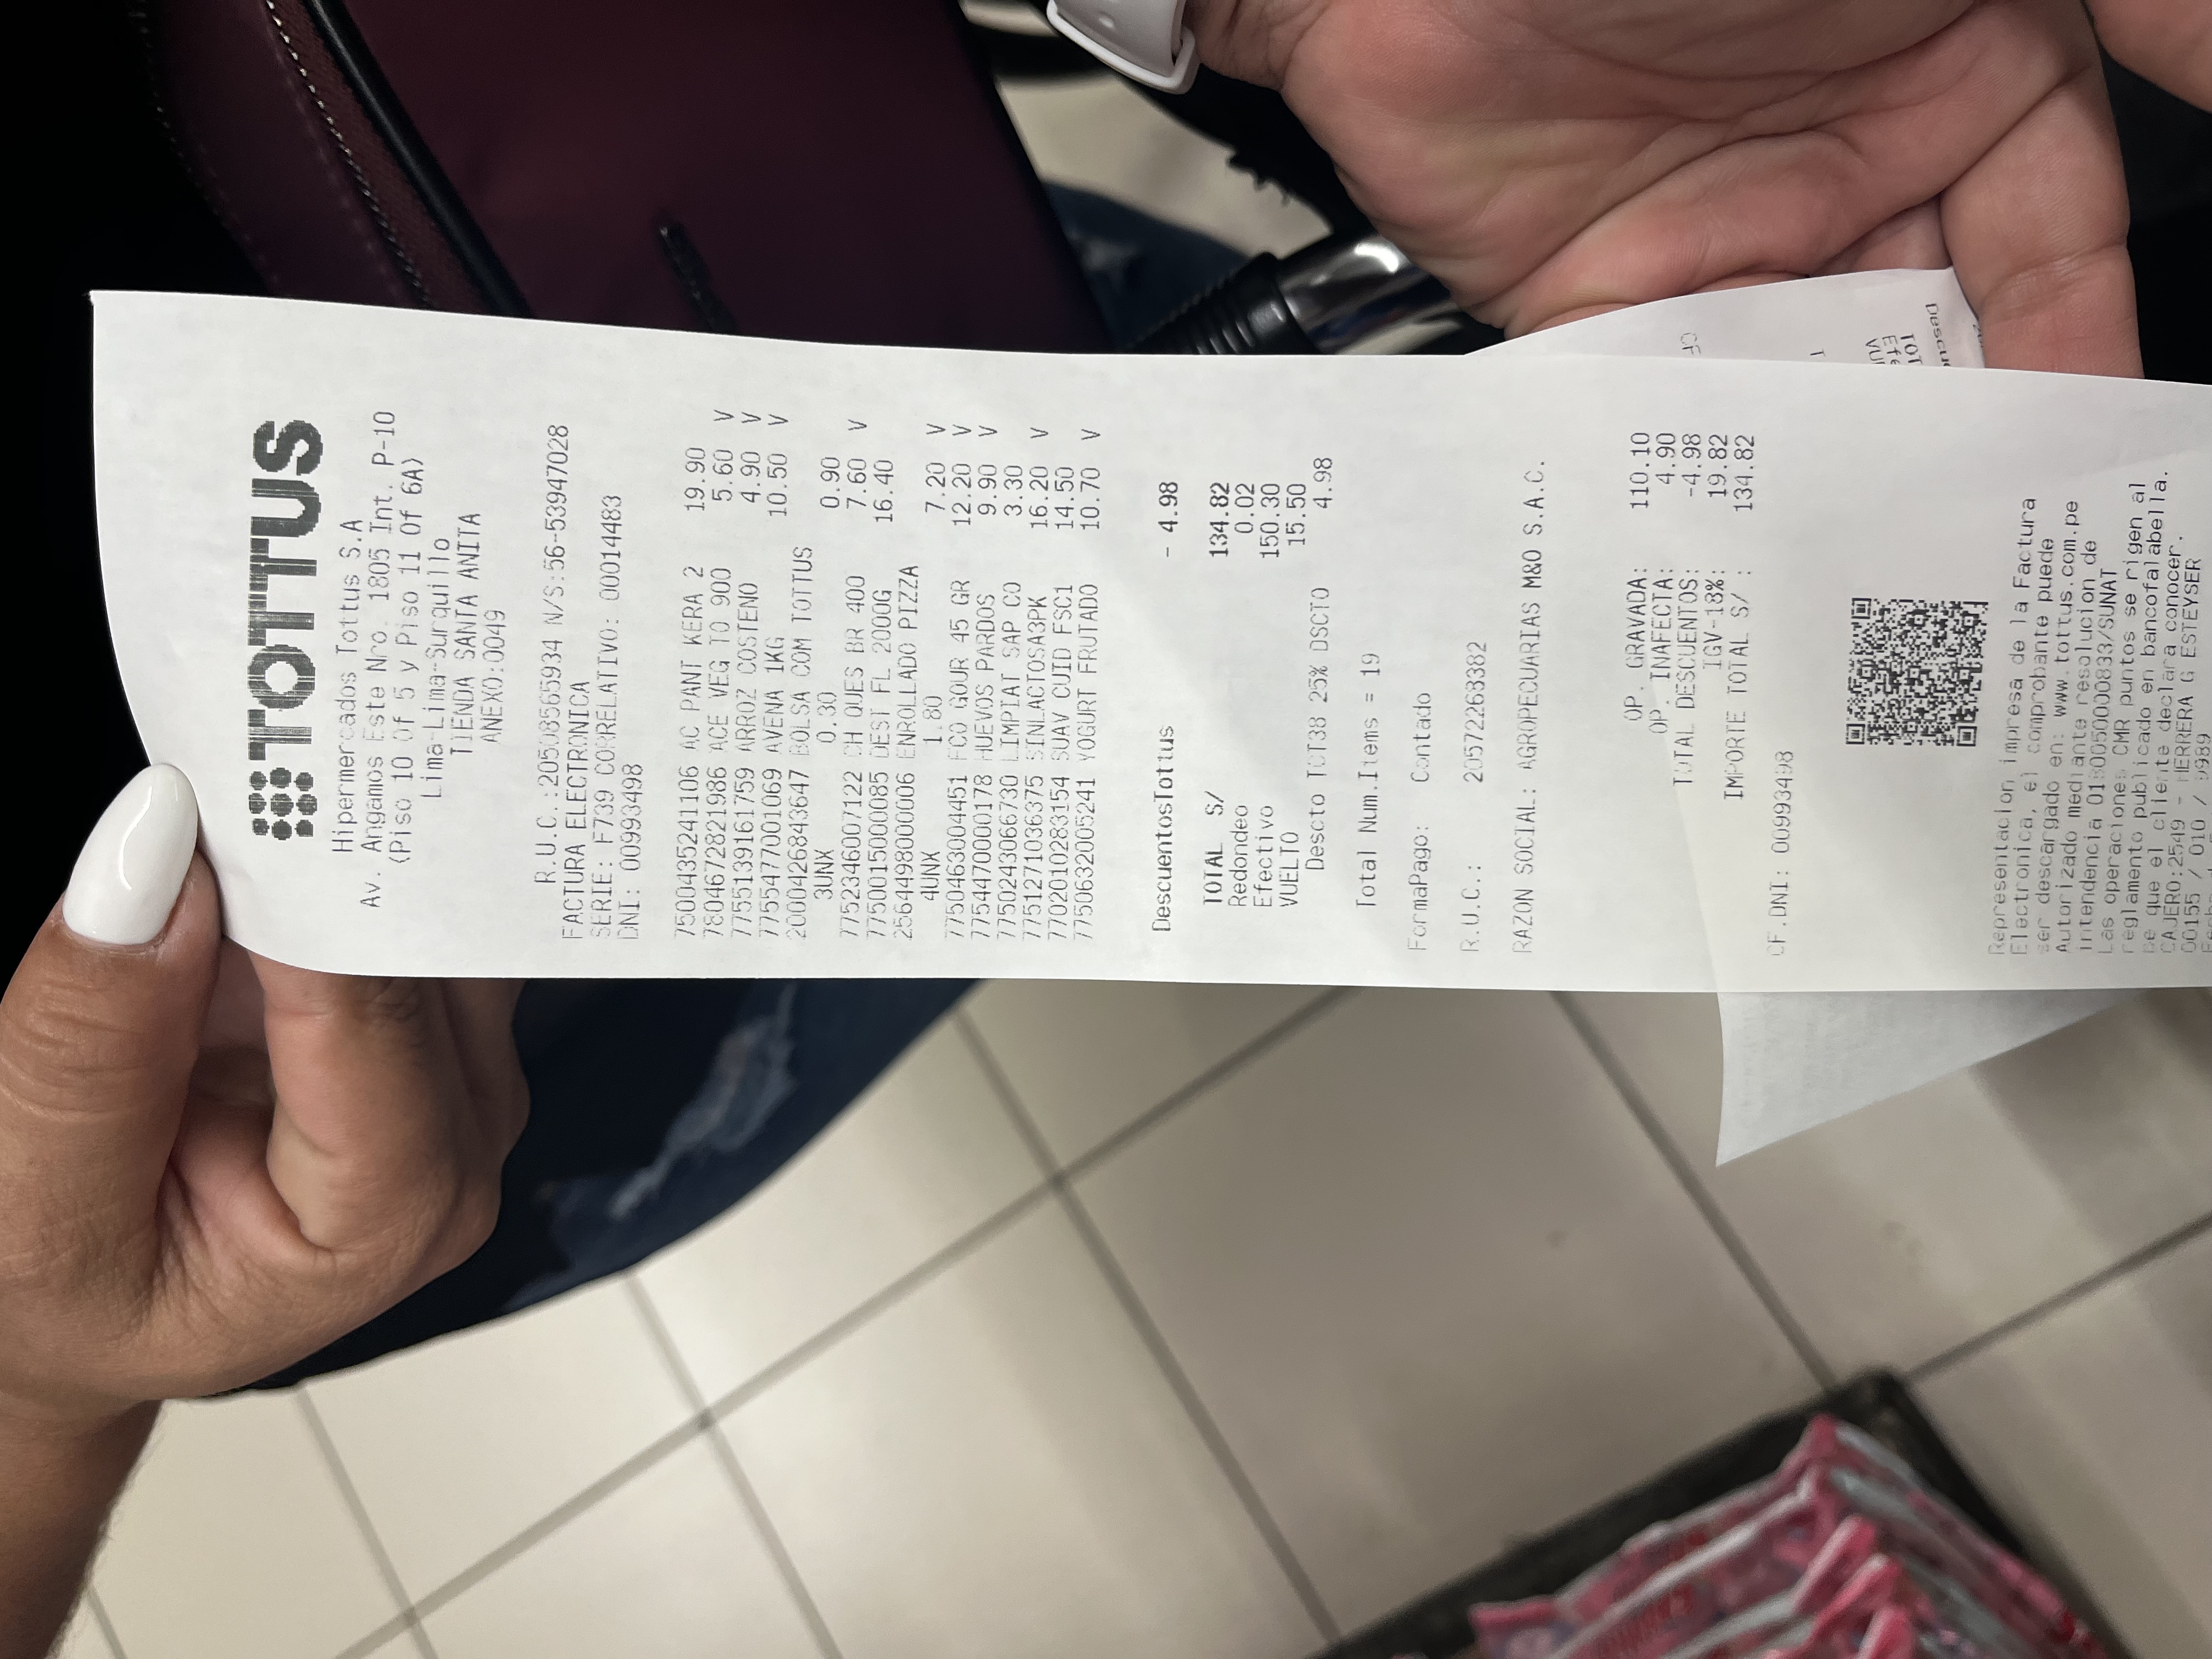 TOTTUS
Hipermercados Tottus S.A
Av. Angamos Este Nro. 1805 Int. P-10
(Piso 10 Of 5 y Piso 11 Of 6A)
Lima-Lima-Surquillo
TIENDA SANTA ANITA
ANEXO:0049
R.U.C.:20508565934 N/S:56-53947028
FACTURA ELECTRONICA
SERIE: F739 CORRELATIVO: 00014483
DNI: 00993498
7500435241106 AC PANT KERA 2 19.90
7804672821986 ACE VEG TO 900 5.60 V
7755139161759 ARROZ COSTENO 4.90 V
7755477001069 AVENA 1KG 10.50 V
2000426843647 BOLSA COM TOTTUS
3UNX 0.30 0.90
7752346007122 CH QUES BR 400 7.60 V
7750015000085 DEST FL 2000G 16.40
2564498000006 ENROLLADO PIZZA
4UNX 1.80 7.20 V
7750463004451 FCO GOUR 45 GR 12.20 V
7754470000178 HUEVOS PARDOS 9.90 V
7750243066730 LIMPIAT SAP CO 3.30
7751271036375 SINLACTOSA3PK 16.20 V
7702010283154 SUAV CUID FSC1 14.50
7750632005241 YOGURT FRUTADO 10.70 V
DescuentosTottus - 4.98
TOTAL S/ 134.82
Redondeo 0.02
Efectivo 150.30
VUELTO 15.50
Descto TCT38 25% DSCTO 4.98
Total Num.Items = 19
FormaPago: Contado
R.U.C.: 20572268382
RAZON SOCIAL: AGROPECUARIAS M&O S.A.C.
OP. GRAVADA: 110.10
OP. INAFECTA: 4.90
TOTAL DESCUENTOS: -4.98
IGV-18%: 19.82
IMPORTE TOTAL S/ : 134.82
CF.DNI: 00993498
Representacion impresa de la Factura
Electronica, el comprobante puede
ser descargado en: www.tottus.com.pe
Autorizado mediante resolucion de
intendencia 0180050000833/SUNAT
Las operaciones CMR puntos se rigen al
reglamento publicado en bancofalabella.
pe que el cliente declara conocer.
CAJERO:2549 - HERRERA G ESTEYSER
00155 / 010 / 9989